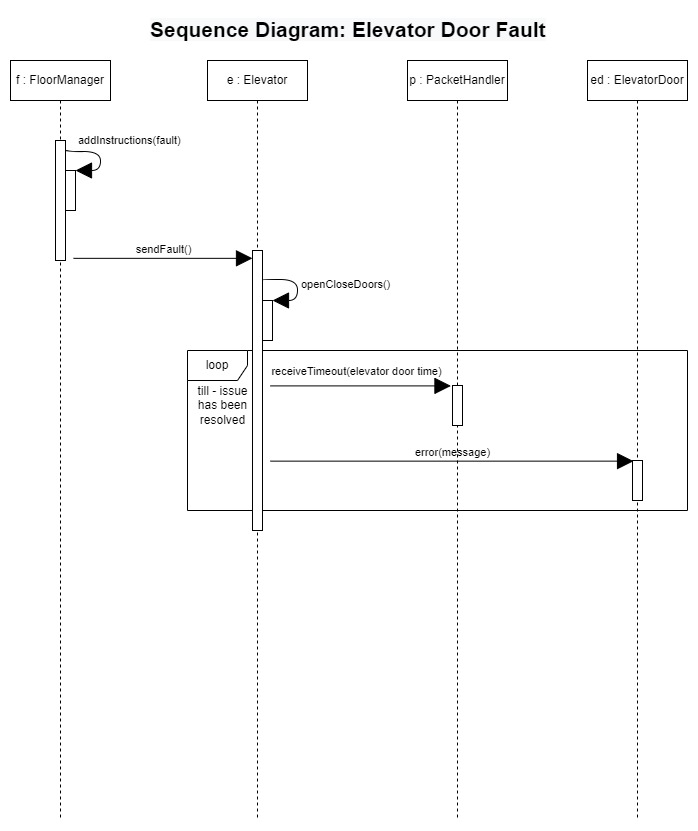 Sequence Diagram: Elevator Door Fault
f : FloorManager
e : Elevator
p : PacketHandler
ed : ElevatorDoor
addInstructions(fault)
sendFault()
openCloseDoors()
loop
receiveTimeout(elevator door time)
till - issue
has been
resolved
error(message)